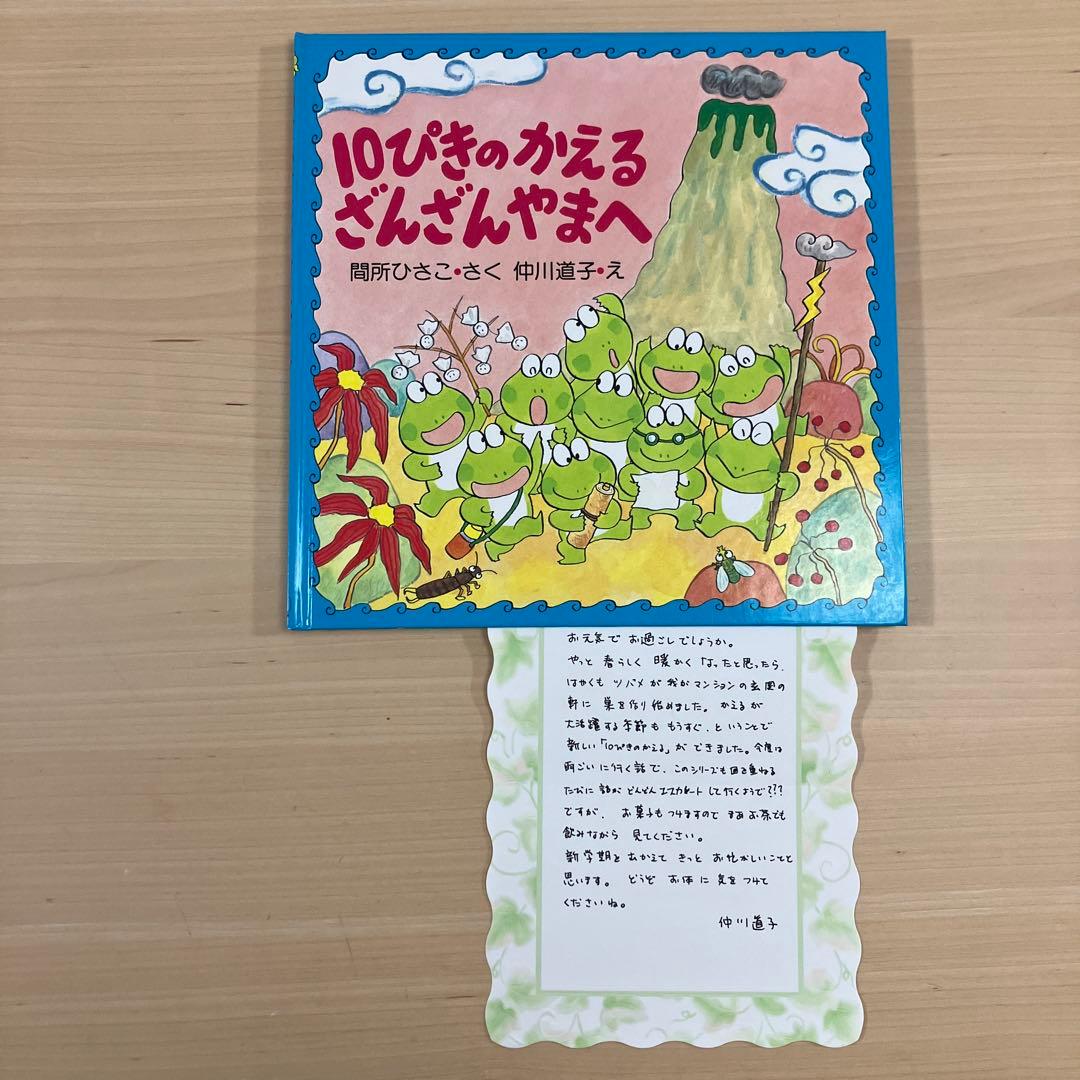 10ぴきのかえる
ざんざんやまへ
間所ひさこ・さく 仲川道子・え
お元気で お過ごしでしょうか。
やっと 春らしく 暖かく なったと思ったら、
はやくも ツバメが 我がマンションの玄関の
軒に 巣を作り始めました。 かえるが
大活躍する季節も もうすぐ、ということで
新しい「10ぴきのかえる」が できました。今度は
雨ごいに行く話で、このシリーズも回を重ねる
たびに 話が どんどん エスカレートして行くようで???
ですが、 お菓子もつけますので まあお茶でも
飲みながら 見てください。
新学期をむかえて きっと お忙がしいことと
思います。 どうぞ お体に 気をつけて
くださいね。
仲川道子